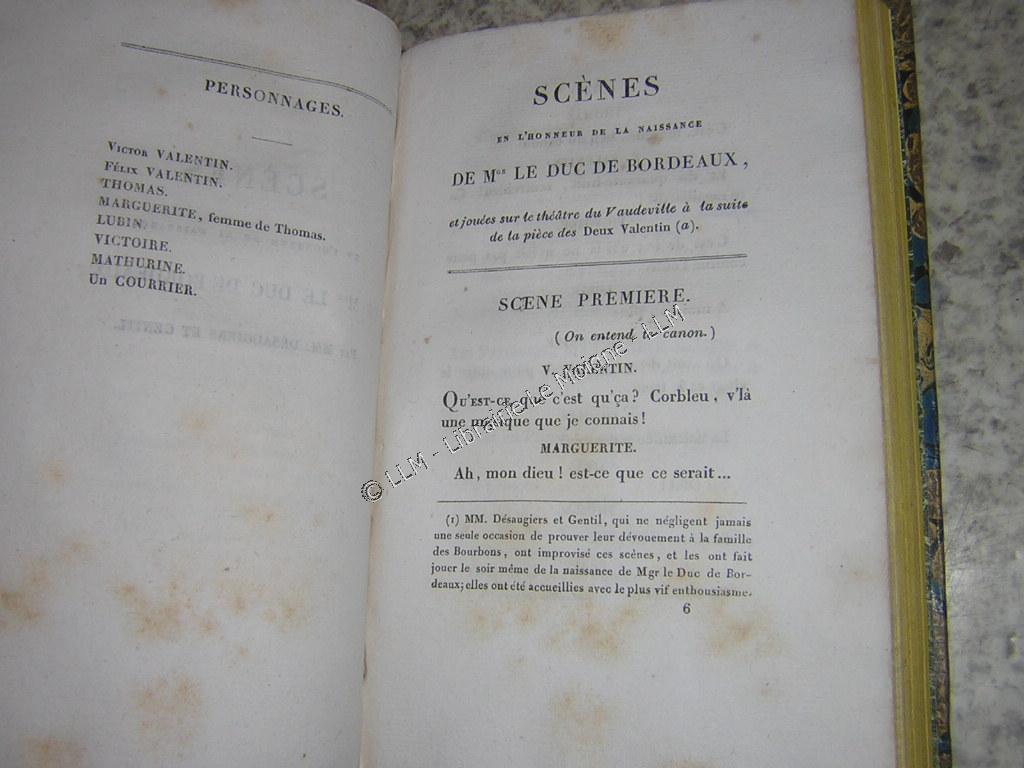 PERSONNAGES.
Victor VALENTIN.
Félix VALENTIN.
THOMAS.
MARGUERITE, femme de Thomas.
LUBIN.
VICTOIRE.
MATHURINE.
Un COURRIER.
SCÈNES
EN L'HONNEUR DE LA NAISSANCE
DE Mgr LE DUC DE BORDEAUX,
et jouées sur le théâtre du Vaudeville à la suite
de la pièce des Deux Valentin (a).
SCENE PREMIERE.
(On entend le canon.)
V. VALENTIN.
Qu'est-ce que c'est qu'ça? Corbleu, v'là
une musique que je connais!
MARGUERITE.
Ah, mon dieu! est-ce que ce serait...
(1) MM. Désaugiers et Gentil, qui ne négligent jamais
une seule occasion de prouver leur dévouement à la famille
des Bourbons, ont improvisé ces scènes, et les ont fait
jouer le soir même de la naissance de Mgr le Duc de Bor-
deaux; elles ont été accueillies avec le plus vif enthousiasme.
6
© LLM - Librairie Le Moigne - LLM